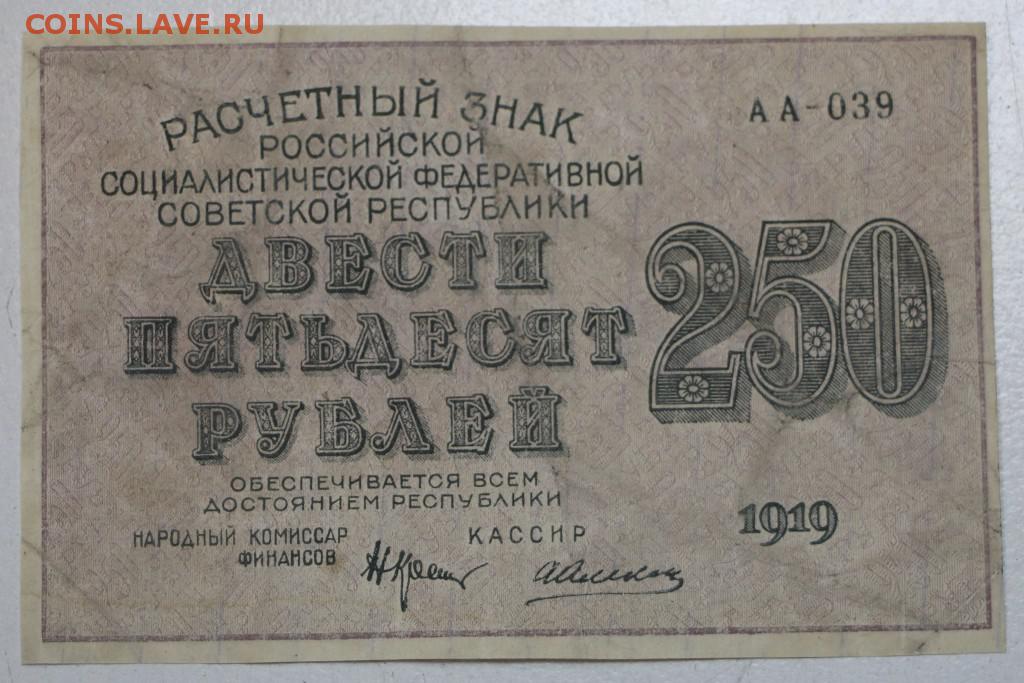 COINS.LAVE.RU
РАСЧЕТНЫЙ ЗНАК
АА-039
РОССИЙСКОЙ
СОЦИАЛИСТИЧЕСКОЙ ФЕДЕРАТИВНОЙ
СОВЕТСКОЙ РЕСПУБЛИКИ
ДВЕСТИ
ПЯТЬДЕСЯТ
РУБЛЕЙ
250
ОБЕСПЕЧИВАЕТСЯ ВСЕМ
ДОСТОЯНИЕМ РЕСПУБЛИКИ
НАРОДНЫЙ КОМИССАР
ФИНАНСОВ
КАССИР
1919